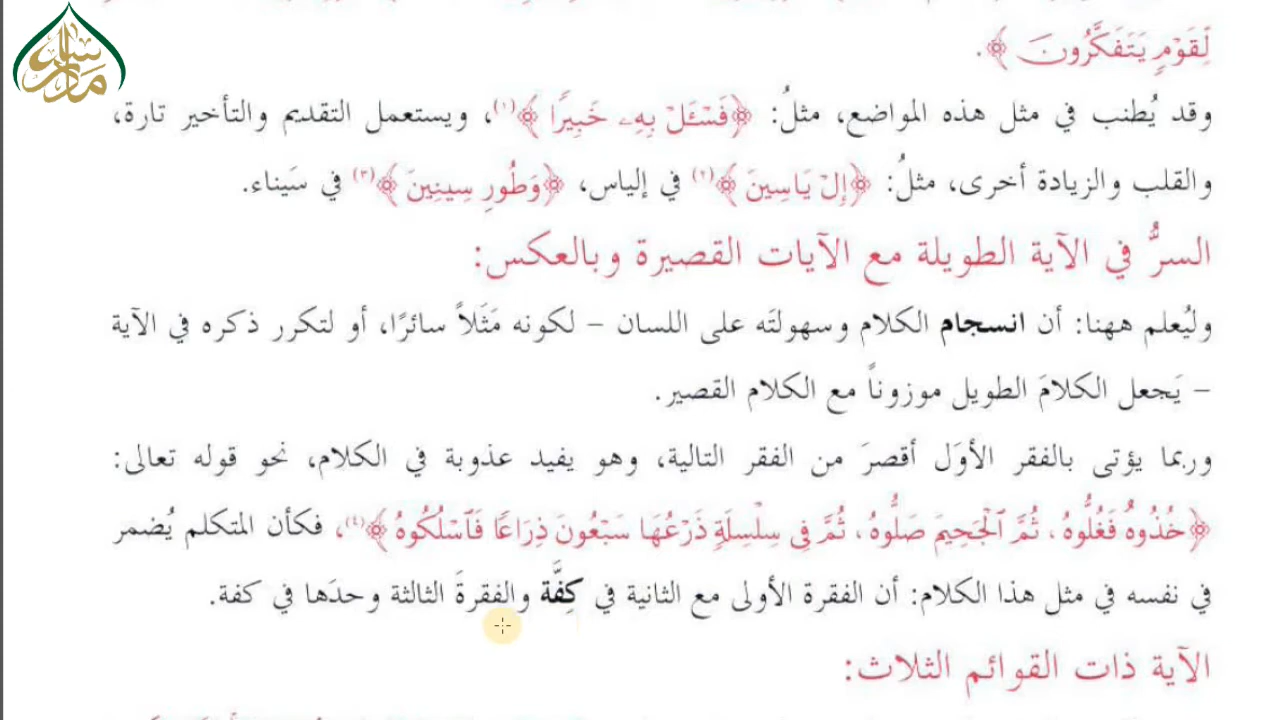 لِّقَوْمٍ يَتَفَكَّرُونَ ﴾.
وقد يُطنب في مثل هذه المواضع، مثلُ: ﴿فَسْـَٔلْ بِهِۦ خَبِيرًا ﴾(١)، ويستعمل التقديم والتأخير تارة،
والقلب والزيادة أخرى، مثلُ: ﴿إِلْ يَاسِينَ ﴾(٢) في إلياس، ﴿وَطُورِ سِينِينَ ﴾(٣) في سَيناء.
السرُّ في الآية الطويلة مع الآيات القصيرة وبالعكس:
وليُعلم ههنا: أن انسجام الكلام وسهولتَه على اللسان – لكونه مَثَلاً سائرًا، أو لتكرر ذكره في الآية
– يَجعل الكلامَ الطويل موزوناً مع الكلام القصير.
وربما يؤتى بالفقر الأوَل أقصرَ من الفقر التالية، وهو يفيد عذوبة في الكلام، نحو قوله تعالى:
﴿خُذُوهُ فَغُلُّوهُ، ثُمَّ ٱلْجَحِيمَ صَلُّوهُ، ثُمَّ فِى سِلْسِلَةٍ ذَرْعُهَا سَبْعُونَ ذِرَاعًا فَٱسْلُكُوهُ ﴾(٤)، فكأن المتكلم يُضمر
في نفسه في مثل هذا الكلام: أن الفقرة الأولى مع الثانية في كِفَّة والفقرةَ الثالثة وحدَها في كفة.
الآية ذات القوائم الثلاث: